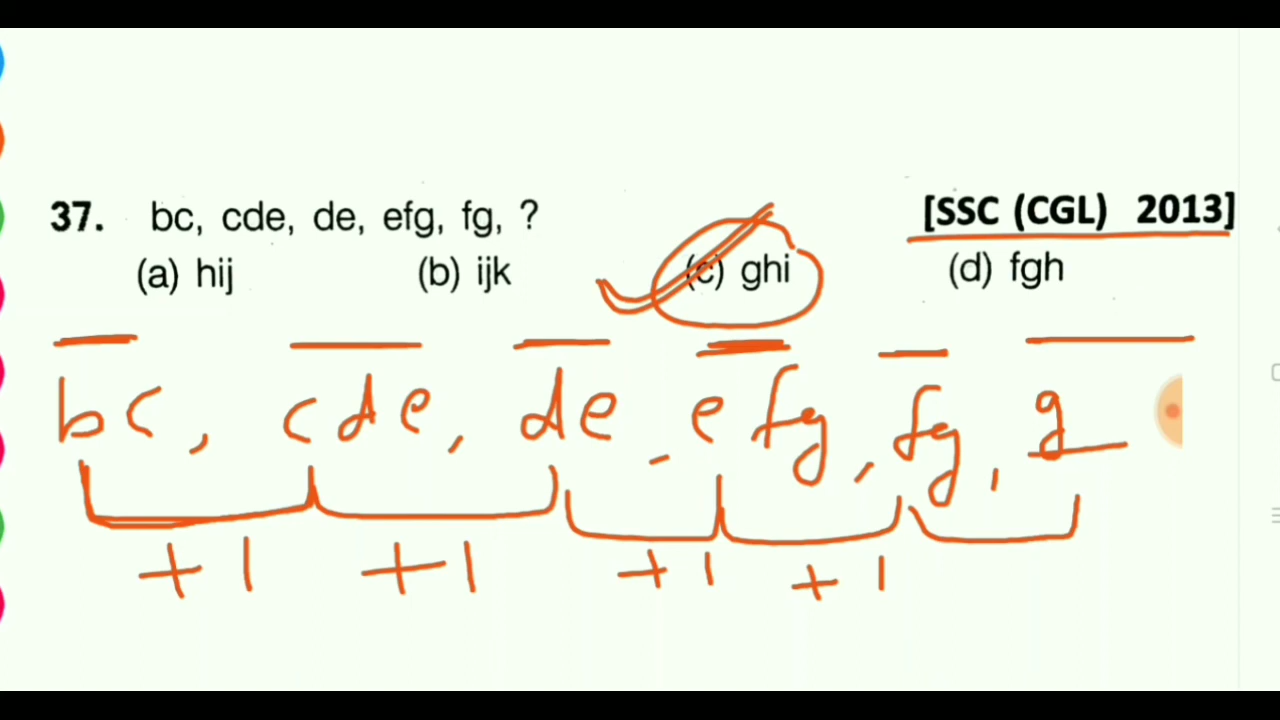 37. bc, cde, de, efg, fg, ? [SSC (CGL) 2013]
(a) hij (b) ijk (c) ghi (d) fgh
bc, cde, de, efg, fg, g
+1 +1 +1 +1